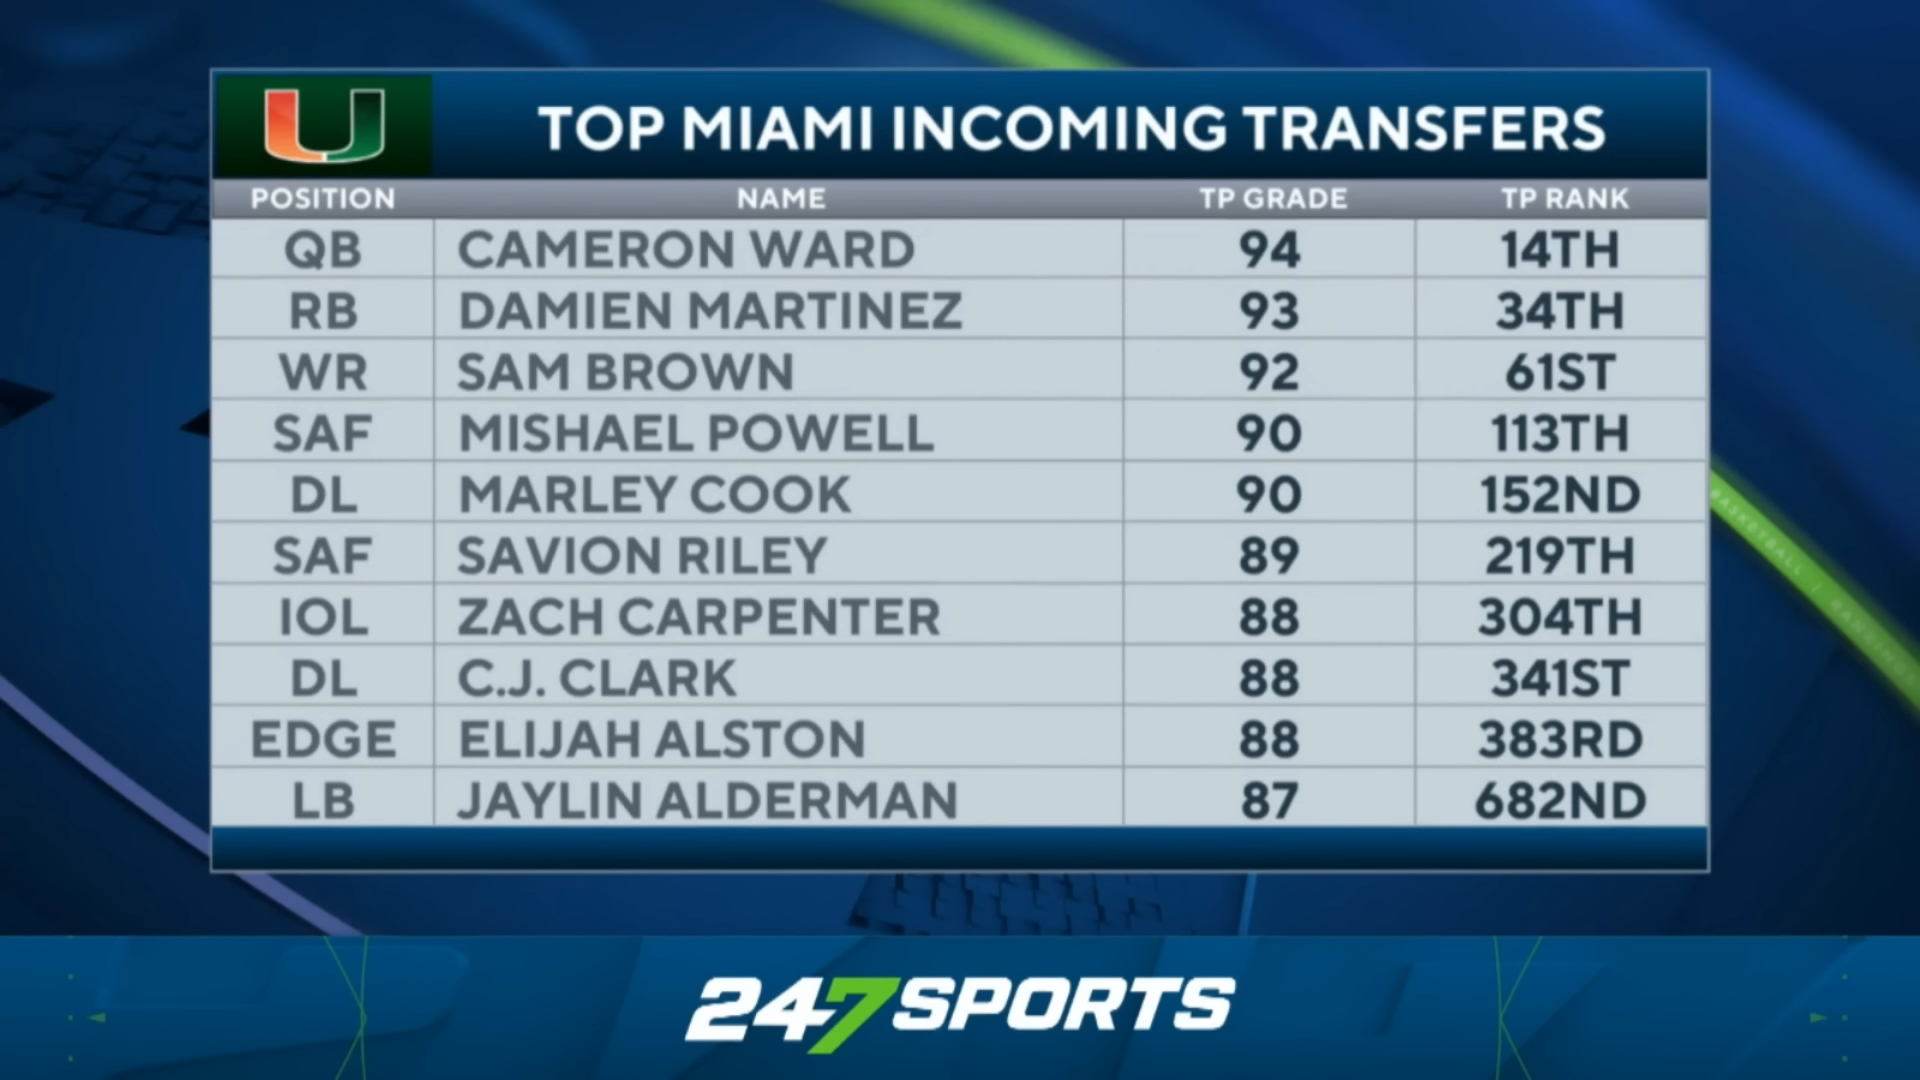 TOP MIAMI INCOMING TRANSFERS
POSITION NAME TP GRADE TP RANK
QB CAMERON WARD 94 14TH
RB DAMIEN MARTINEZ 93 34TH
WR SAM BROWN 92 61ST
SAF MISHAEL POWELL 90 113TH
DL MARLEY COOK 90 152ND
SAF SAVION RILEY 89 219TH
IOL ZACH CARPENTER 88 304TH
DL C.J. CLARK 88 341ST
EDGE ELIJAH ALSTON 88 383RD
LB JAYLIN ALDERMAN 87 682ND
BASKETBALL / RANKINGS
247SPORTS